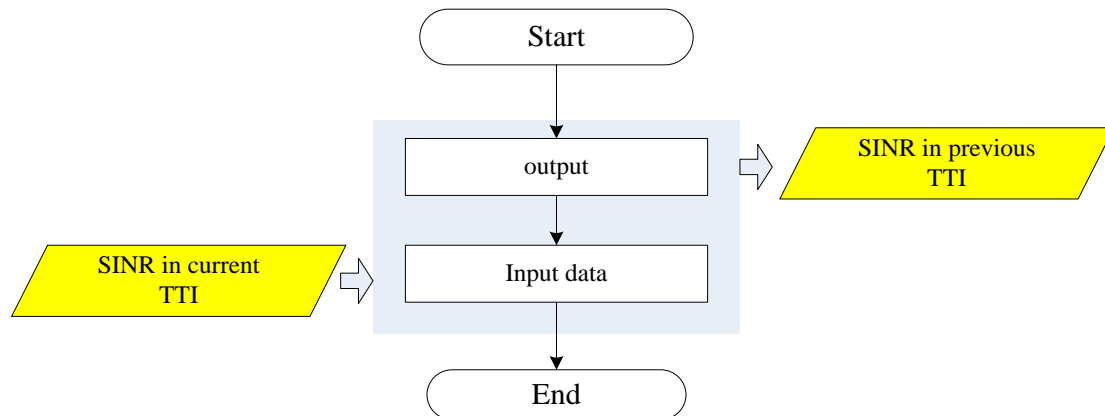 Start
output
SINR in previous
TTI
SINR in current
TTI
Input data
End